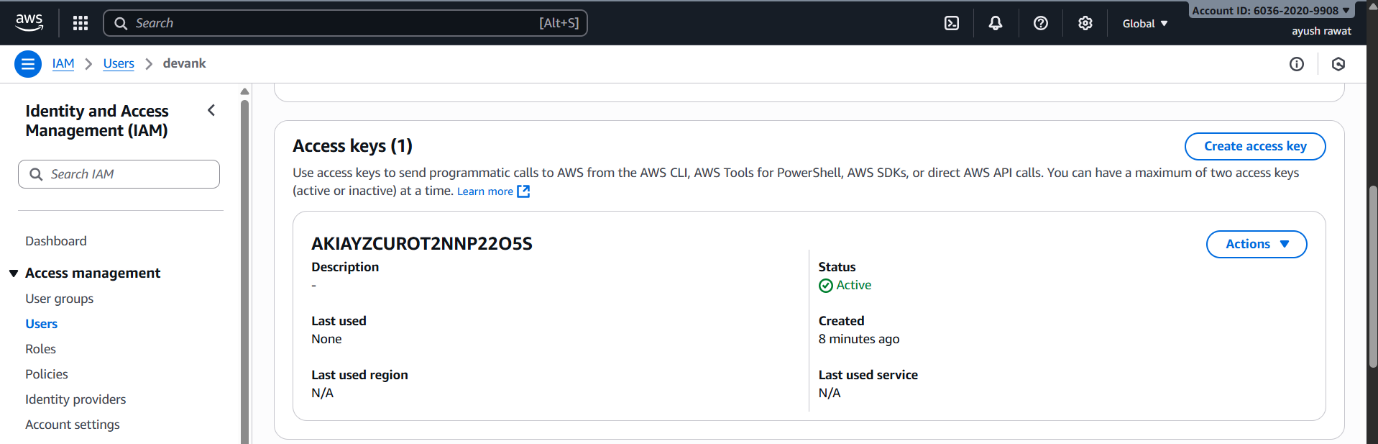 aws
Search [Alt+S]
Global
Account ID: 6036-2020-9908
ayush rawat
IAM > Users > devank
Identity and Access
Management (IAM)
Search IAM
Dashboard
Access management
User groups
Users
Roles
Policies
Identity providers
Account settings
Access keys (1)
Create access key
Use access keys to send programmatic calls to AWS from the AWS CLI, AWS Tools for PowerShell, AWS SDKs, or direct AWS API calls. You can have a maximum of two access keys
(active or inactive) at a time. Learn more
AKIAYZCUROT2NNP22O5S
Actions
Description
-
Status
Active
Last used
None
Created
8 minutes ago
Last used region
N/A
Last used service
N/A